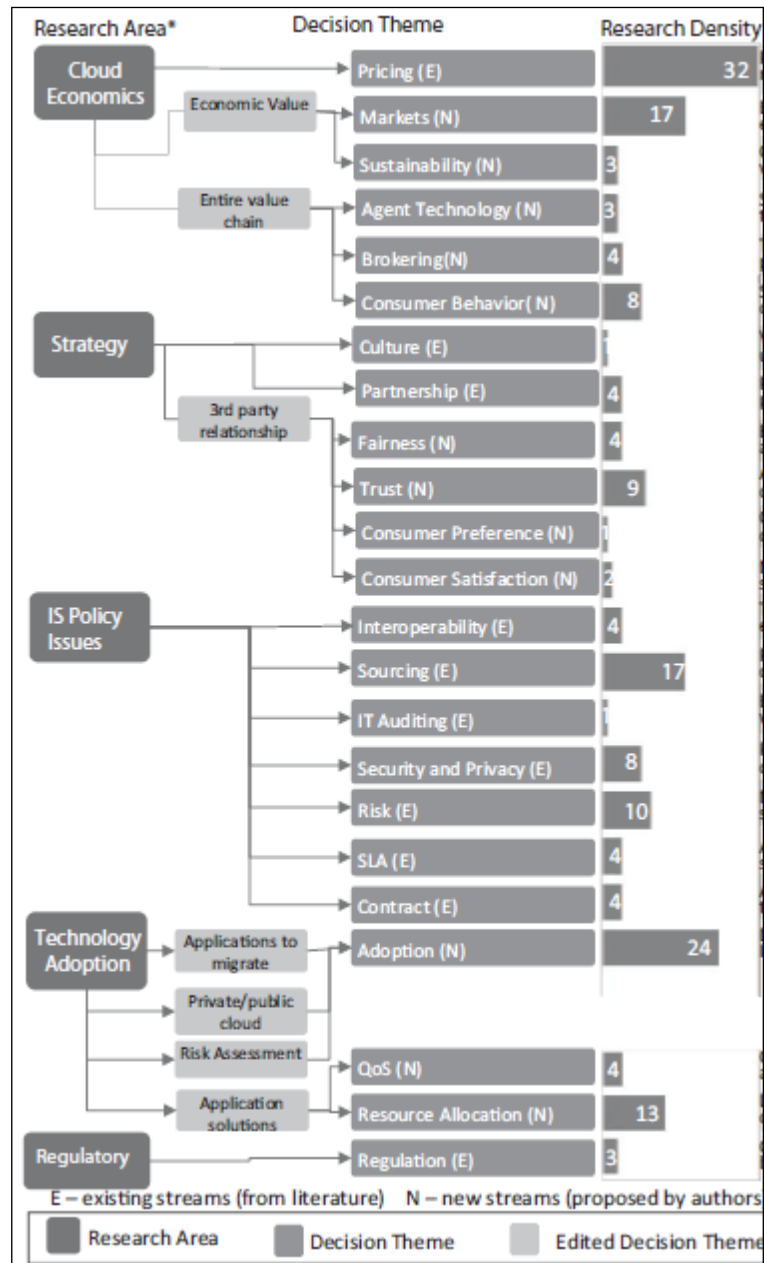 Research Area*
Decision Theme
Research Density
Cloud
Economics
Pricing (E)
32
Economic Value
Markets (N)
17
Sustainability (N)
3
Entire value
chain
Agent Technology (N)
3
Brokering(N)
4
Consumer Behavior( N)
8
Strategy
Culture (E)
1
Partnership (E)
4
3rd party
relationship
Fairness (N)
4
Trust (N)
9
Consumer Preference (N)
1
Consumer Satisfaction (N)
2
IS Policy
Issues
Interoperability (E)
4
Sourcing (E)
17
IT Auditing (E)
1
Security and Privacy (E)
8
Risk (E)
10
SLA (E)
4
Contract (E)
4
Technology
Adoption
Applications to
migrate
Adoption (N)
24
Private/public
cloud
Risk Assessment
QoS (N)
4
Application
solutions
Resource Allocation (N)
13
Regulatory
Regulation (E)
3
E – existing streams (from literature) N – new streams (proposed by authors
Research Area
Decision Theme
Edited Decision Theme